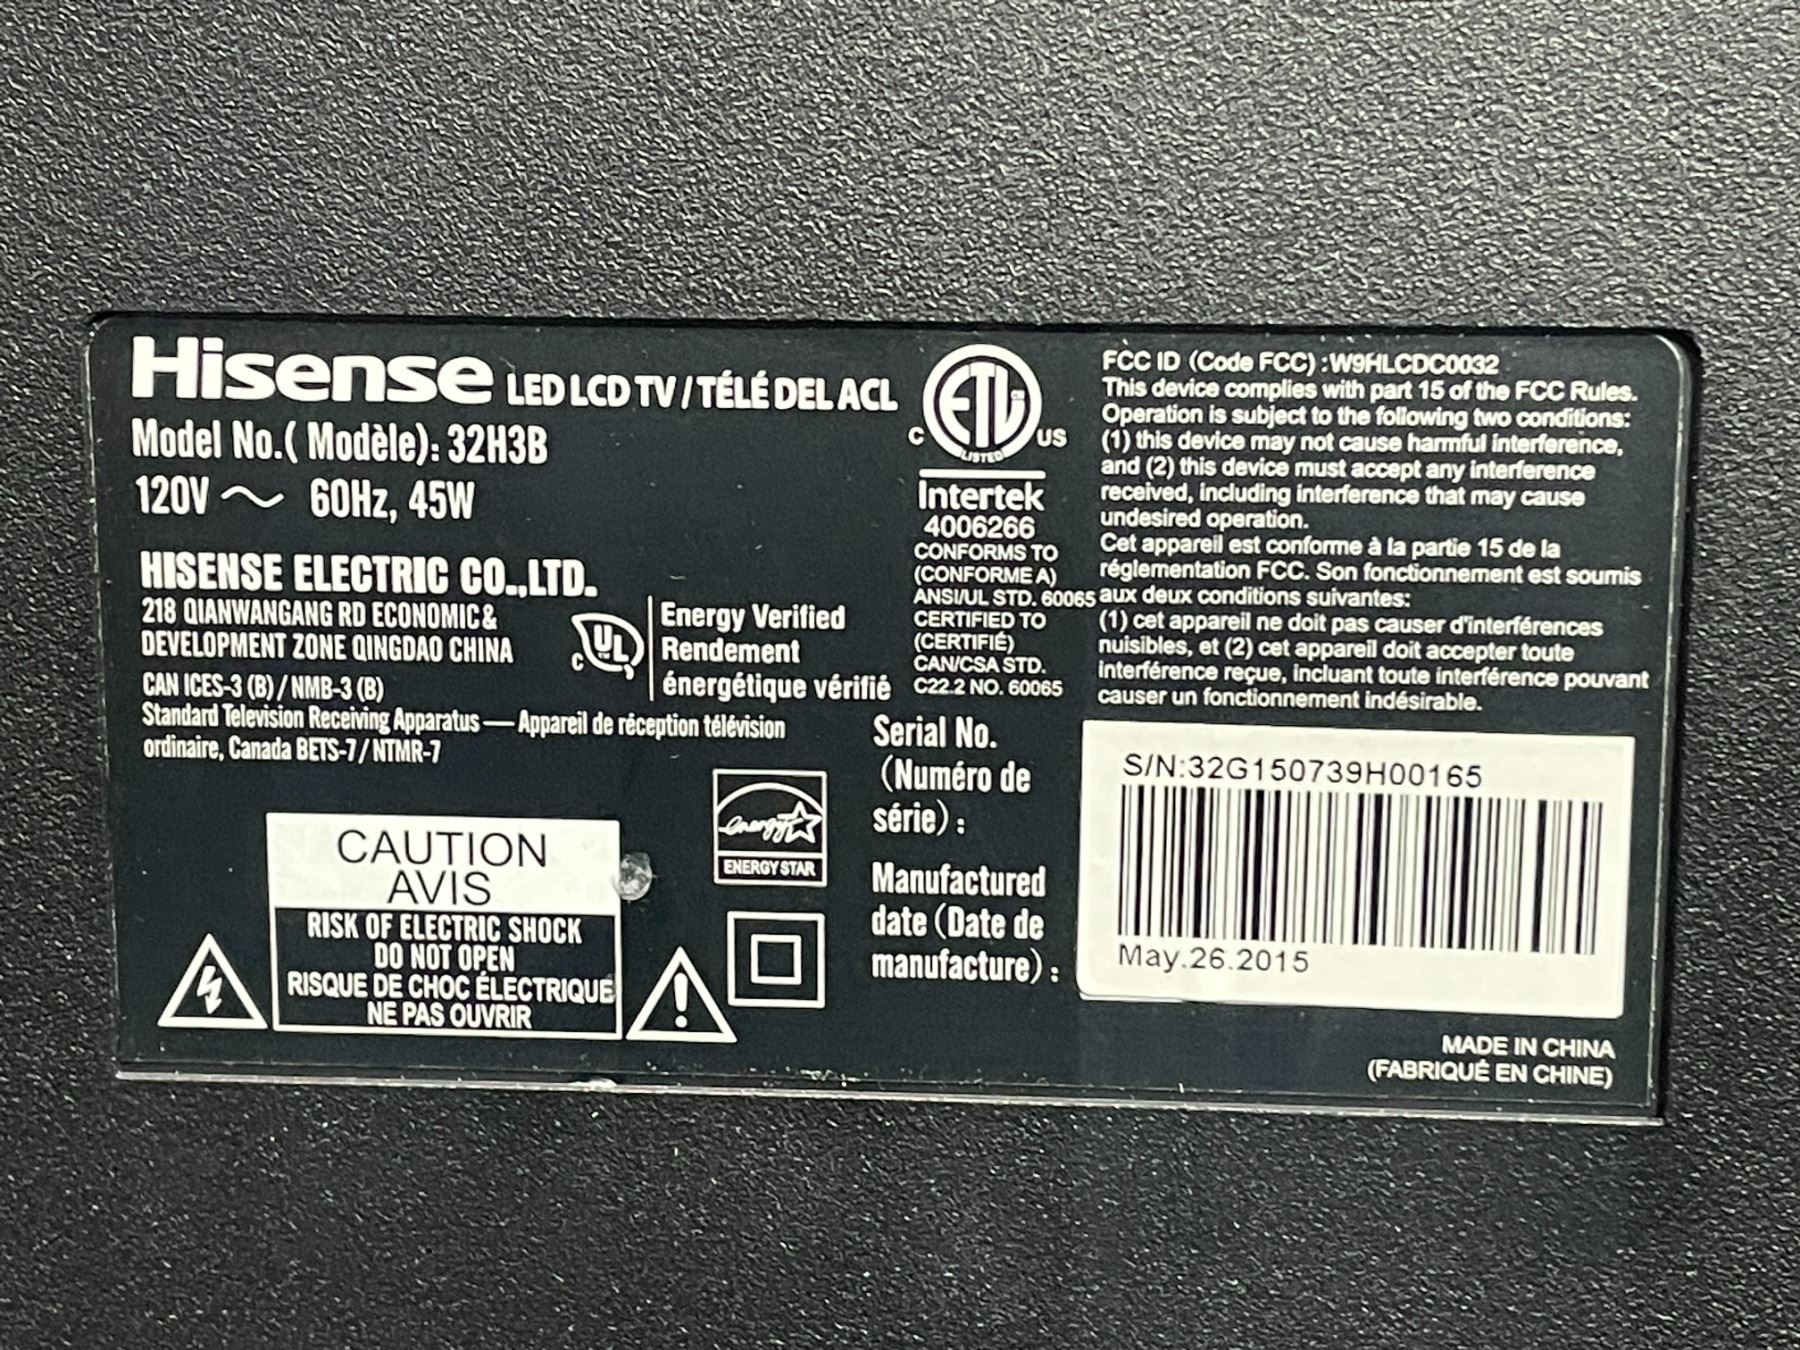 Hisense LED LCD TV / TÉLÉ DEL ACL
Model No.( Modèle): 32H3B
120V ~ 60Hz, 45W
HISENSE ELECTRIC CO.,LTD.
218 QIANWANGANG RD ECONOMIC&
DEVELOPMENT ZONE QINGDAO CHINA
CAN ICES-3 (B) / NMB-3 (B)
Standard Television Receiving Apparatus — Appareil de réception télévision
ordinaire, Canada BETS-7 / NTMR-7
C UL
Energy Verified
Rendement
énergétique vérifié
CAUTION
AVIS
RISK OF ELECTRIC SHOCK
DO NOT OPEN
RISQUE DE CHOC ÉLECTRIQUE
NE PAS OUVRIR
energy
ENERGY STAR
C ETL US
LISTED
Intertek
4006266
CONFORMS TO
(CONFORME A)
ANSI/UL STD. 60065
CERTIFIED TO
(CERTIFIÉ)
CAN/CSA STD.
C22.2 NO. 60065
FCC ID (Code FCC) :W9HLCDC0032
This device complies with part 15 of the FCC Rules.
Operation is subject to the following two conditions:
(1) this device may not cause harmful interference,
and (2) this device must accept any interference
received, including interference that may cause
undesired operation.
Cet appareil est conforme à la partie 15 de la
réglementation FCC. Son fonctionnement est soumis
aux deux conditions suivantes:
(1) cet appareil ne doit pas causer d'interférences
nuisibles, et (2) cet appareil doit accepter toute
interférence reçue, incluant toute interférence pouvant
causer un fonctionnement indésirable.
Serial No.
(Numéro de
série) :
S/N:32G150739H00165
Manufactured
date (Date de
manufacture) :
May.26.2015
MADE IN CHINA
(FABRIQUÉ EN CHINE)